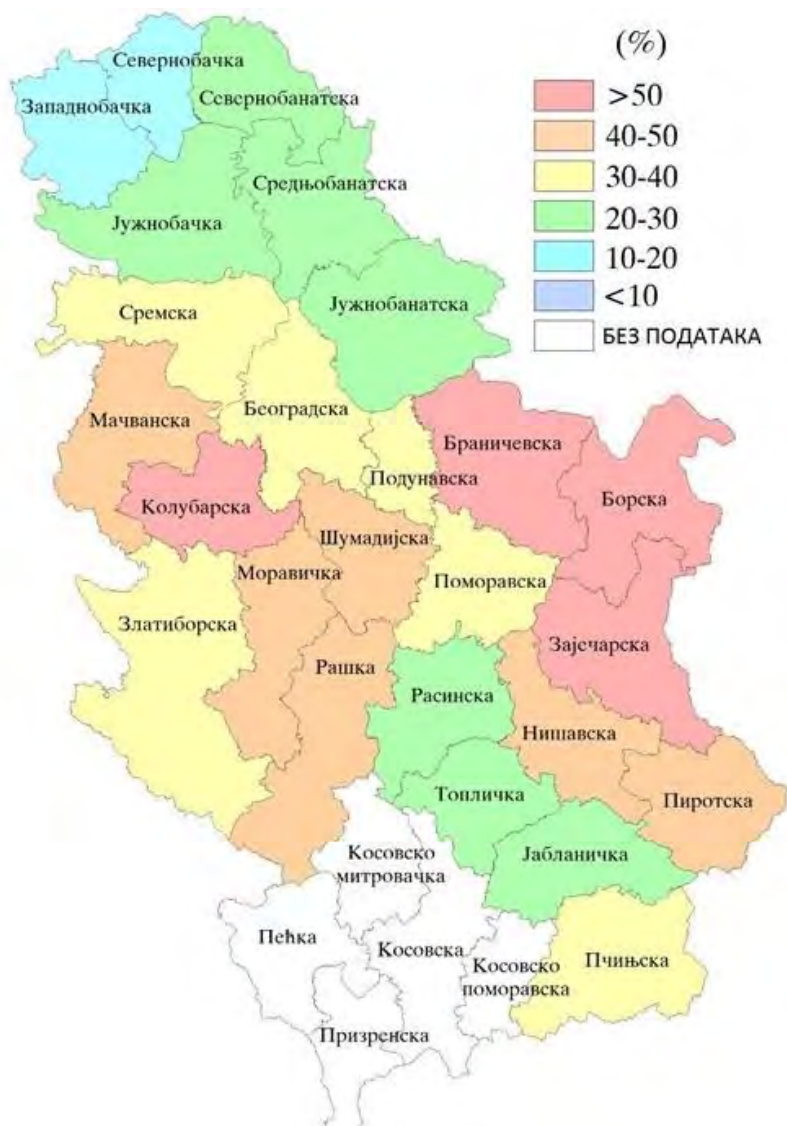 (%)
>50
40-50
30-40
20-30
10-20
<10
БЕЗ ПОДАТАКА
Севернобачка
Западнобачка
Севернобанатска
Средњобанатска
Јужнобачка
Јужнобанатска
Сремска
Београдска
Мачванска
Браничевска
Подунавска
Борска
Колубарска
Шумадијска
Моравичка
Поморавска
Златиборска
Зајечарска
Рашка
Расинска
Нишавска
Топличка
Пиротска
Јабланичка
Косовско
митровачка
Пећка
Косовска
Косовско
поморавска
Пчињска
Призренска